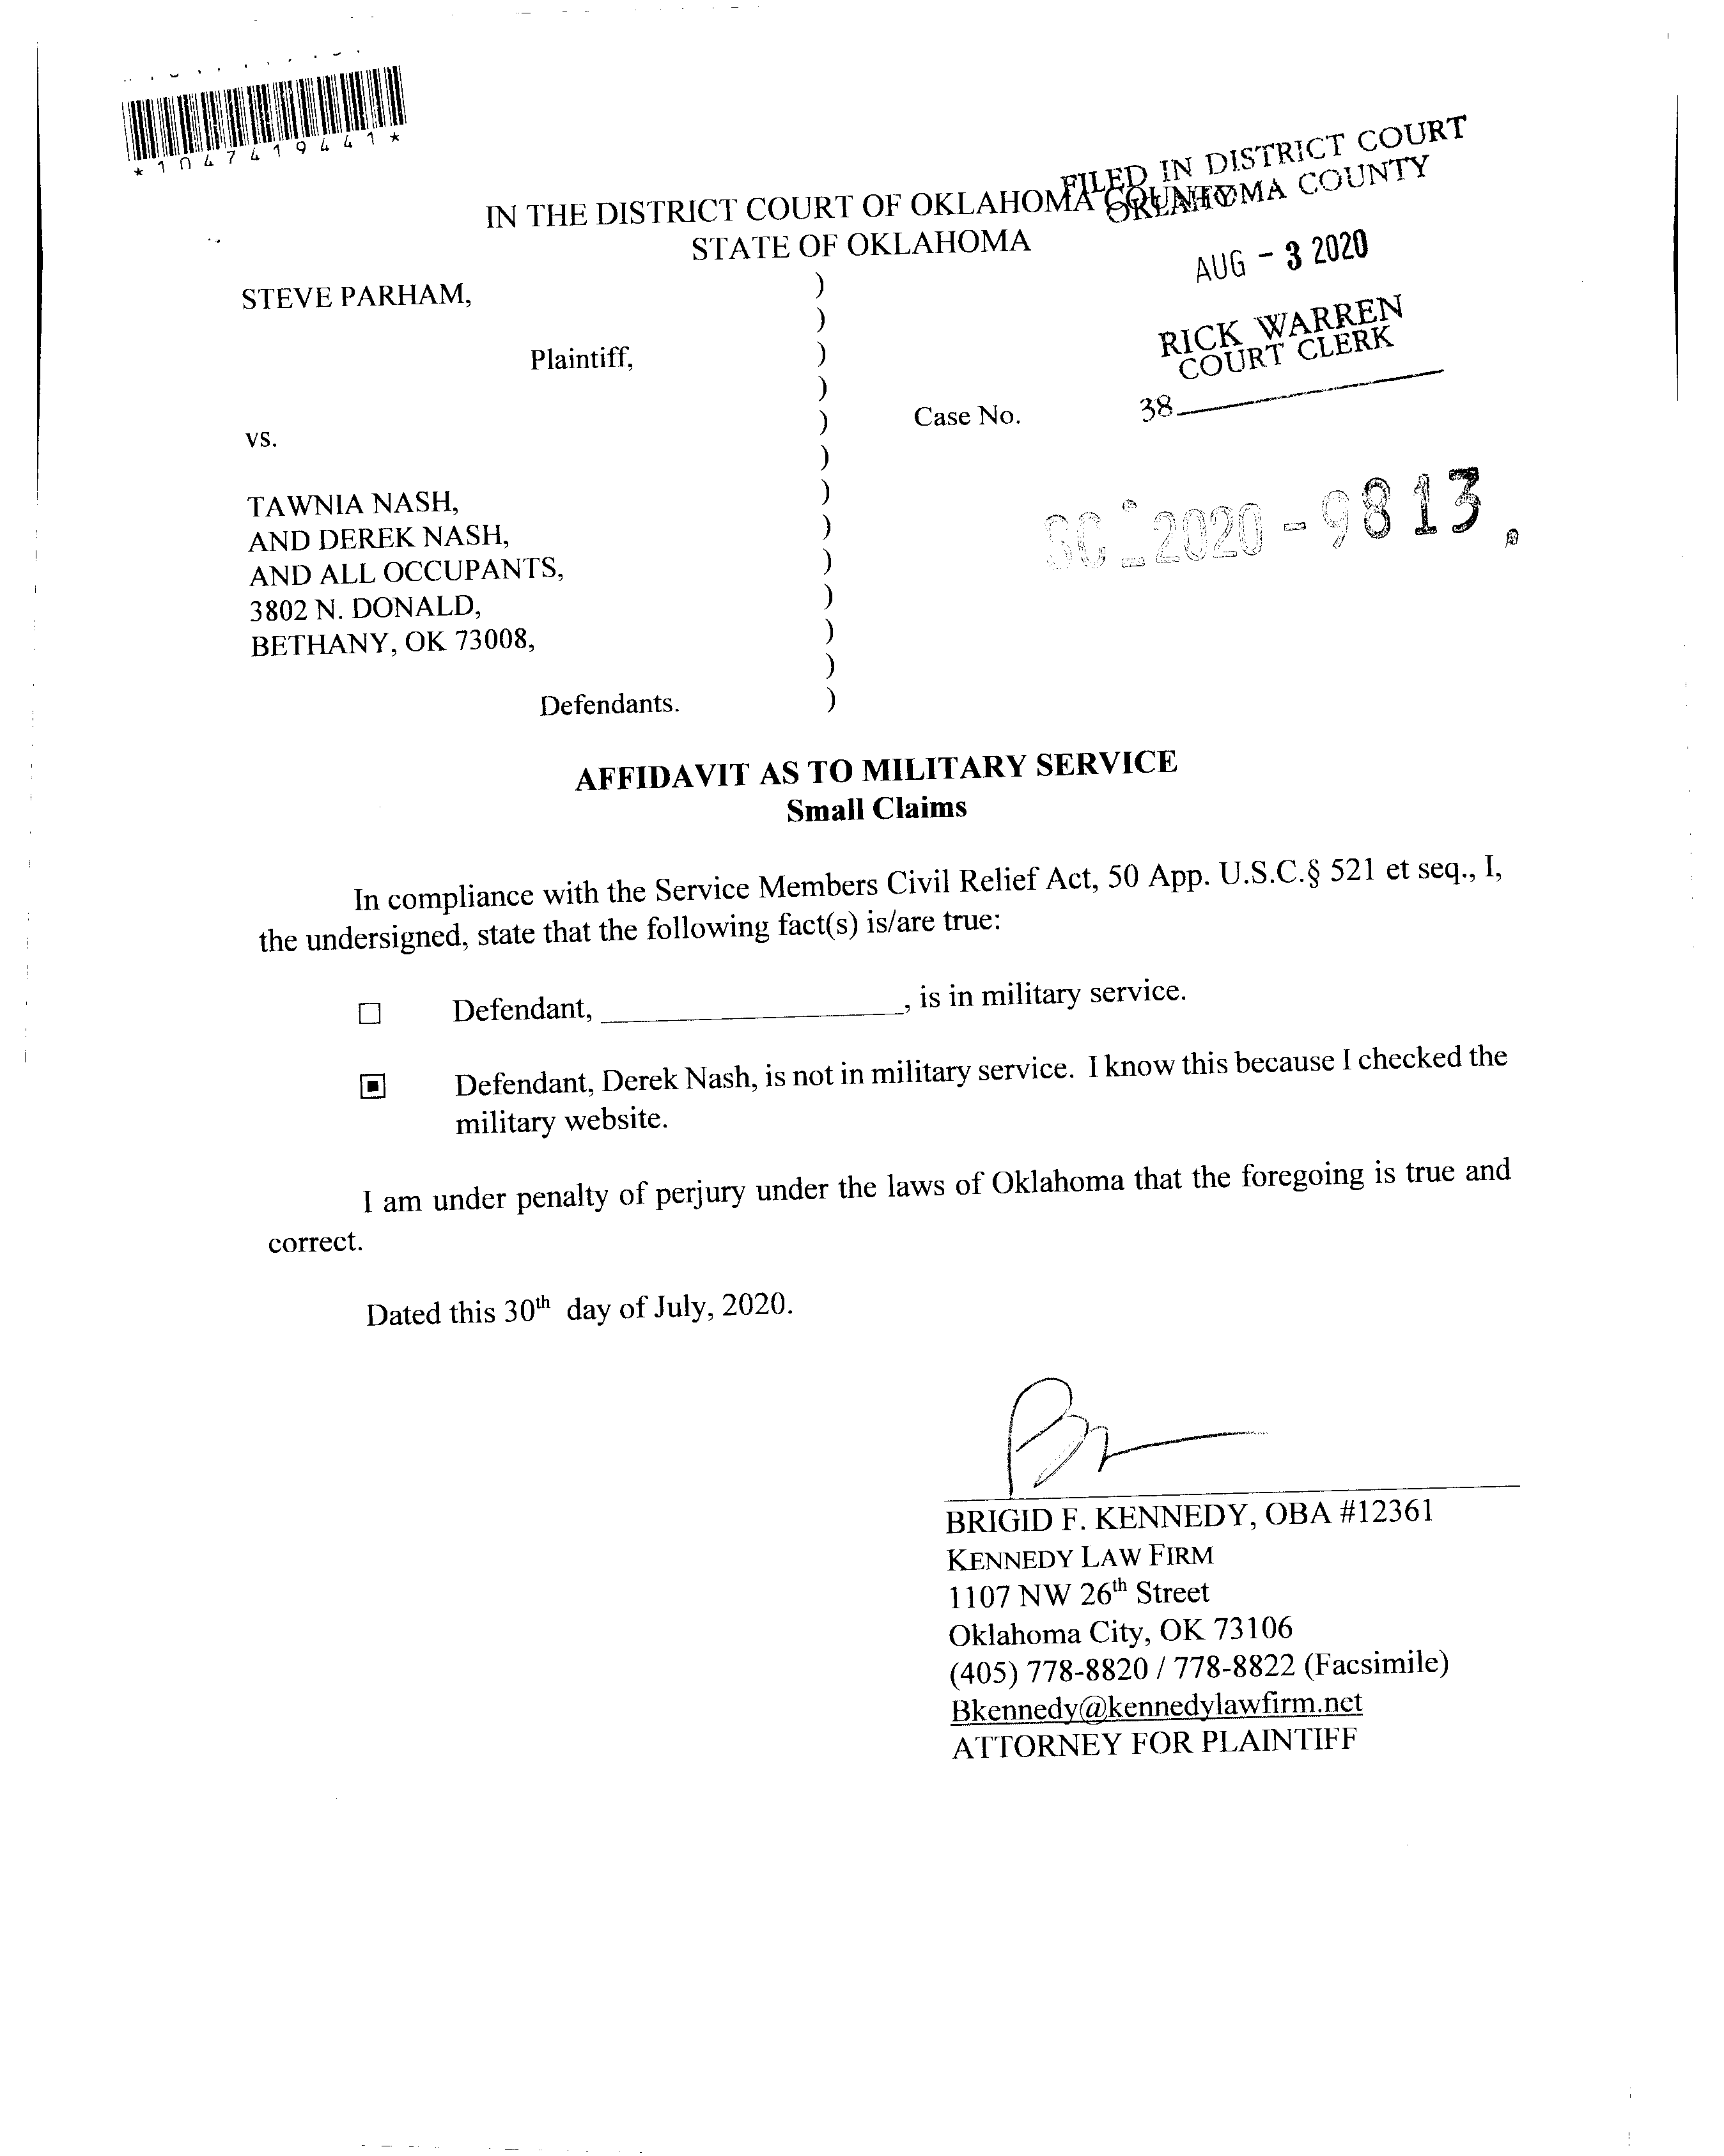 *1047419441*
IN THE DISTRICT COURT OF OKLAHOMA COUNTY
STATE OF OKLAHOMA
FILED IN DISTRICT COURT
OKLAHOMA COUNTY
AUG - 3 2020
RICK WARREN
COURT CLERK
38
STEVE PARHAM,
Plaintiff,
vs.
Case No.
SC - 2020 - 9813
TAWNIA NASH,
AND DEREK NASH,
AND ALL OCCUPANTS,
3802 N. DONALD,
BETHANY, OK 73008,
Defendants.
AFFIDAVIT AS TO MILITARY SERVICE
Small Claims
In compliance with the Service Members Civil Relief Act, 50 App. U.S.C.§ 521 et seq., I,
the undersigned, state that the following fact(s) is/are true:
☐ Defendant, ____________________, is in military service.
▣ Defendant, Derek Nash, is not in military service. I know this because I checked the
military website.
I am under penalty of perjury under the laws of Oklahoma that the foregoing is true and
correct.
Dated this 30th day of July, 2020.
BRIGID F. KENNEDY, OBA #12361
KENNEDY LAW FIRM
1107 NW 26th Street
Oklahoma City, OK 73106
(405) 778-8820 / 778-8822 (Facsimile)
Bkennedy@kennedylawfirm.net
ATTORNEY FOR PLAINTIFF